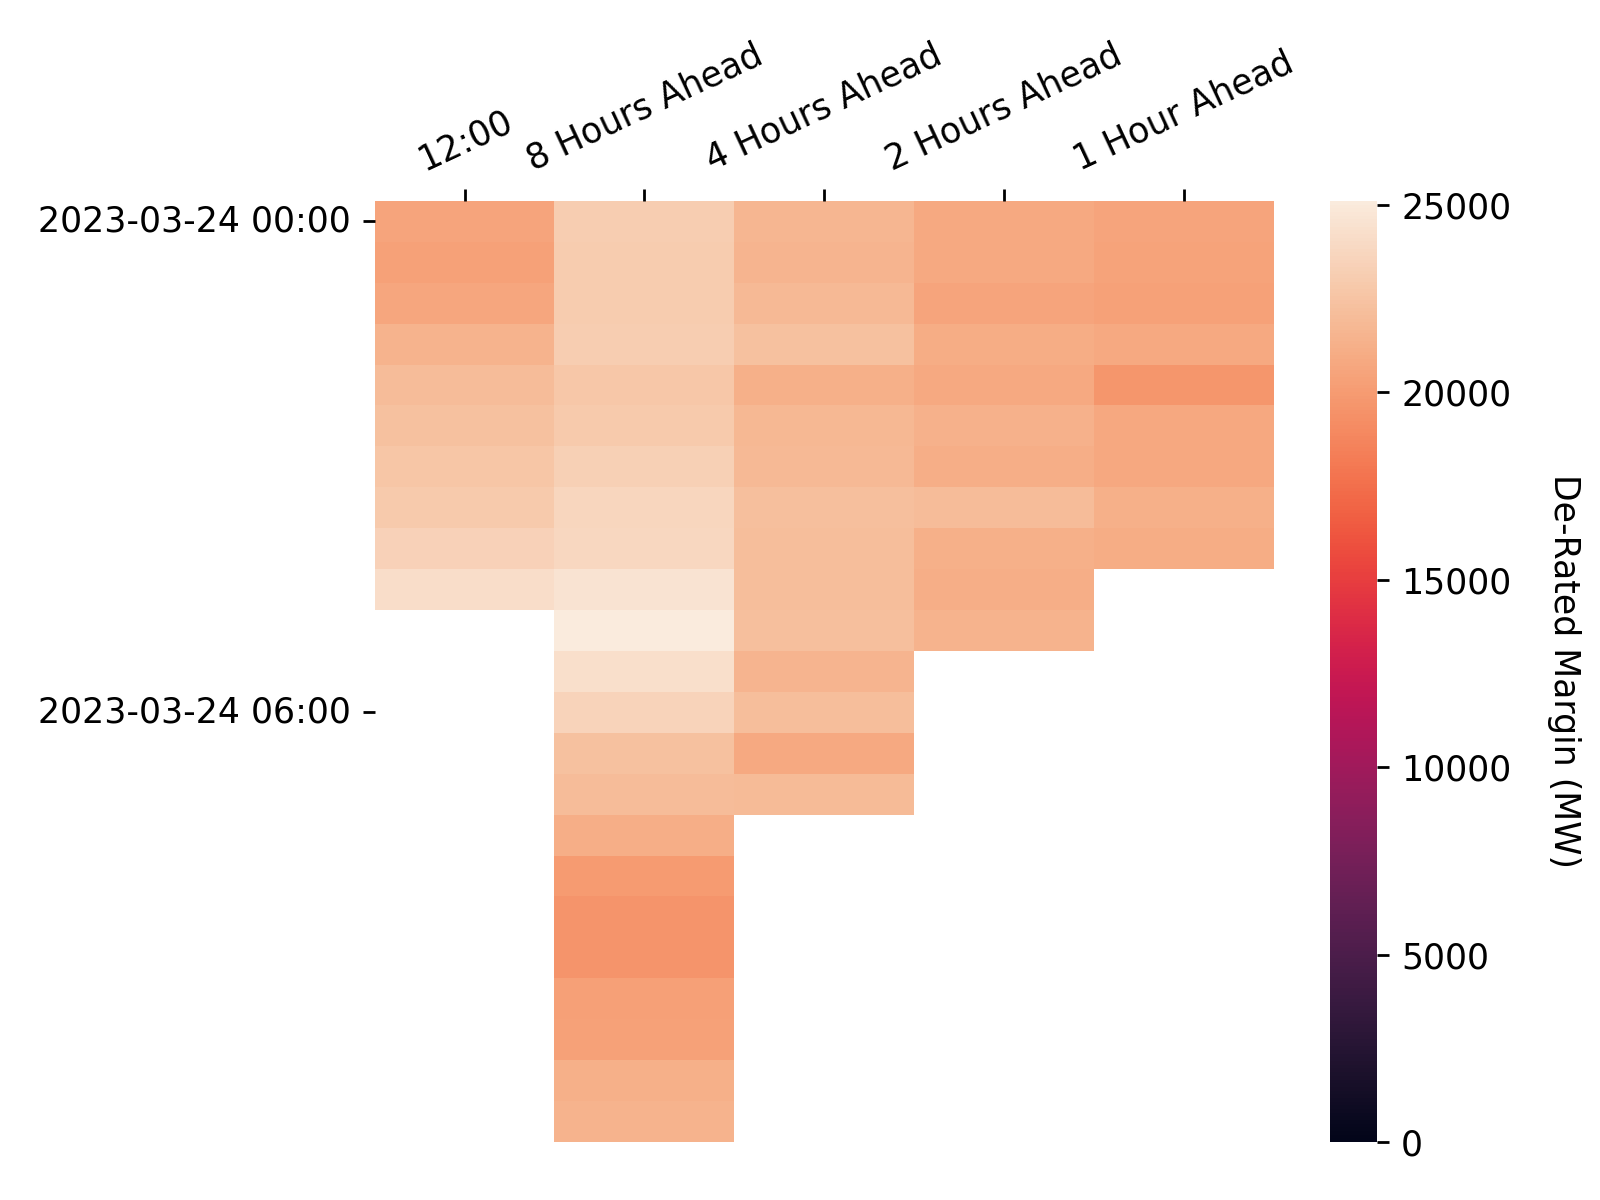 12:00
8 Hours Ahead
4 Hours Ahead
2 Hours Ahead
1 Hour Ahead
2023-03-24 00:00
2023-03-24 06:00
25000
20000
15000
10000
5000
0
De-Rated Margin (MW)